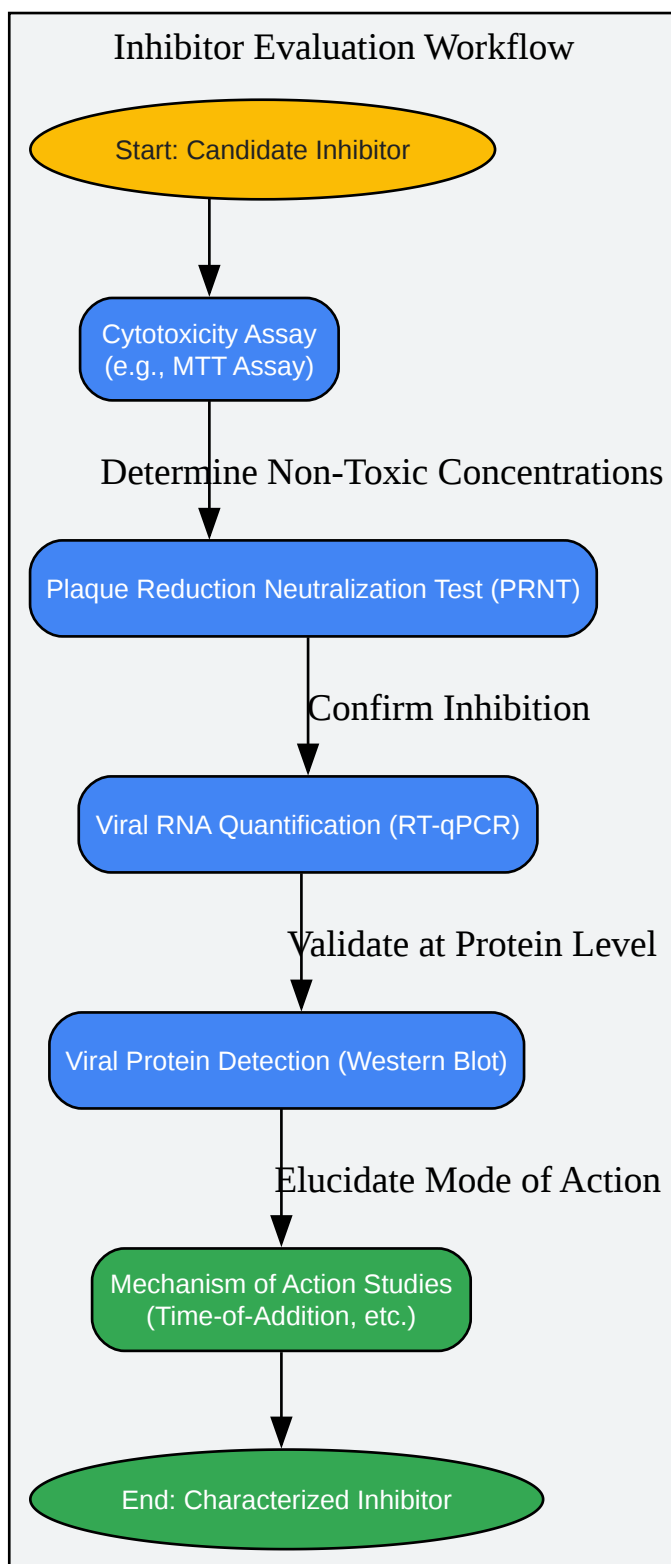 Inhibitor Evaluation Workflow
Start: Candidate Inhibitor
Cytotoxicity Assay
(e.g., MTT Assay)
Determine Non-Toxic Concentrations
Plaque Reduction Neutralization Test (PRNT)
Confirm Inhibition
Viral RNA Quantification (RT-qPCR)
Validate at Protein Level
Viral Protein Detection (Western Blot)
Elucidate Mode of Action
Mechanism of Action Studies
(Time-of-Addition, etc.)
End: Characterized Inhibitor